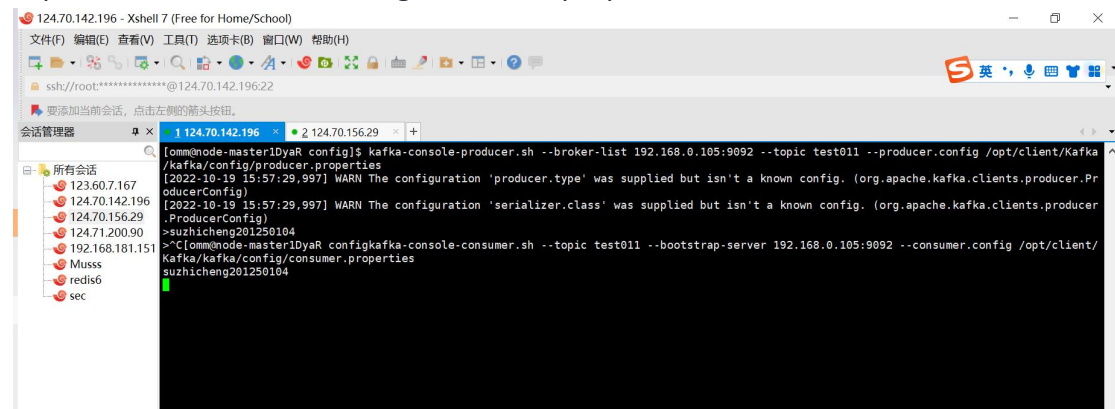 124.70.142.196 - Xshell 7 (Free for Home/School)
文件(F) 编辑(E) 查看(V) 工具(T) 选项卡(B) 窗口(W) 帮助(H)
英
ssh://root:**************@124.70.142.196:22
要添加当前会话，点击左侧的箭头按钮。
会话管理器
1 124.70.142.196
2 124.70.156.29
所有会话
123.60.7.167
124.70.142.196
124.70.156.29
124.71.200.90
192.168.181.151
Musss
redis6
sec
[omm@node-master1DyaR config]$ kafka-console-producer.sh --broker-list 192.168.0.105:9092 --topic test011 --producer.config /opt/client/Kafka
/kafka/config/producer.properties
[2022-10-19 15:57:29,997] WARN The configuration 'producer.type' was supplied but isn't a known config. (org.apache.kafka.clients.producer.Pr
oducerConfig)
[2022-10-19 15:57:29,997] WARN The configuration 'serializer.class' was supplied but isn't a known config. (org.apache.kafka.clients.producer
.ProducerConfig)
>suzhicheng201250104
>^C[omm@node-master1DyaR configkafka-console-consumer.sh --topic test011 --bootstrap-server 192.168.0.105:9092 --consumer.config /opt/client/
Kafka/kafka/config/consumer.properties
suzhicheng201250104